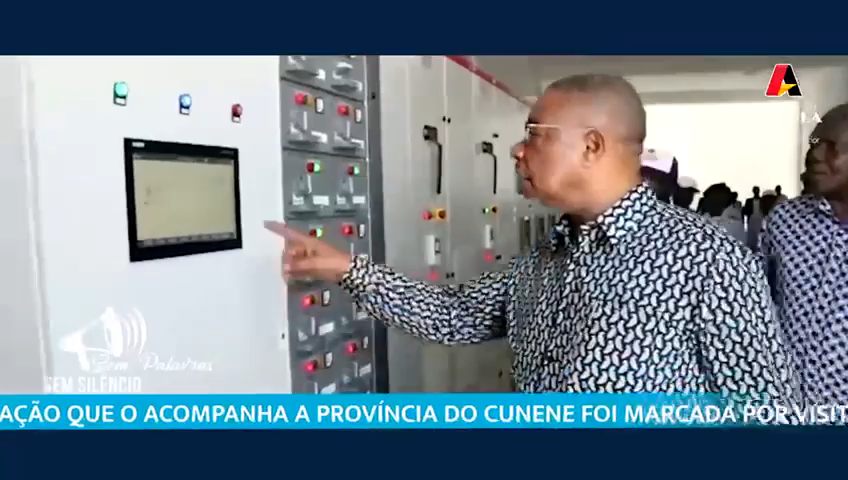 A
Sem Palavras
SEM SILÊNCIO
AÇÃO QUE O ACOMPANHA A PROVÍNCIA DO CUNENE FOI MARCADA POR VISIT